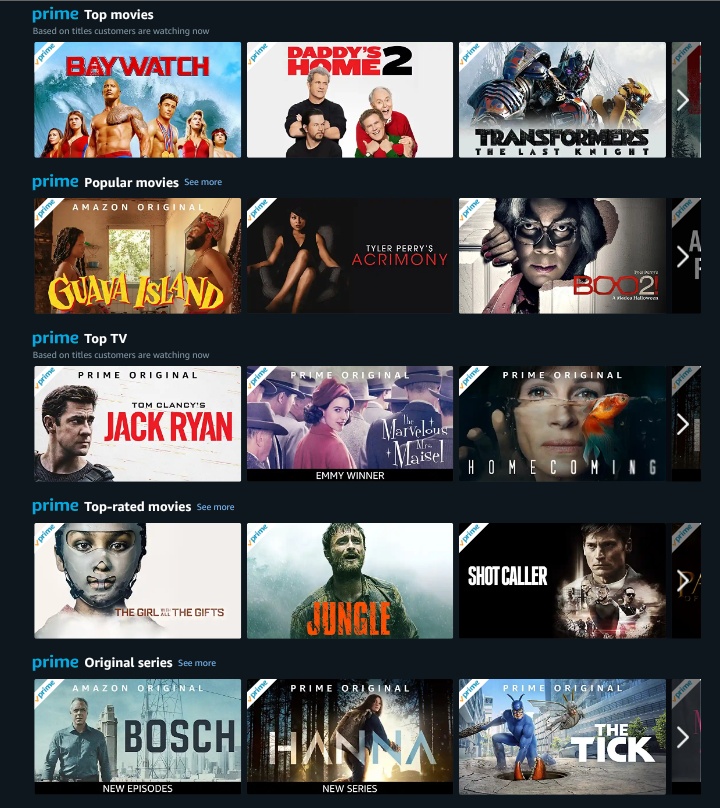 prime Top movies
Based on titles customers are watching now
prime
BAYWATCH
prime
DADDY'S HOME 2
prime
TRANSFORMERS
THE LAST KNIGHT
prime Popular movies See more
prime
AMAZON ORIGINAL
GUAVA ISLAND
prime
TYLER PERRY'S
ACRIMONY
prime
BOO2!
A Madea Halloween
prime Top TV
Based on titles customers are watching now
prime
PRIME ORIGINAL
TOM CLANCY'S
JACK RYAN
prime
PRIME ORIGINAL
The
Marvelous
Mrs.
Maisel
EMMY WINNER
prime
PRIME ORIGINAL
HOMECOMING
prime Top-rated movies See more
prime
THE GIRL WITH ALL THE GIFTS
prime
JUNGLE
prime
SHOT CALLER
prime Original series See more
prime
AMAZON ORIGINAL
BOSCH
NEW EPISODES
prime
PRIME ORIGINAL
HANNA
NEW SERIES
prime
PRIME ORIGINAL
THE
TICK